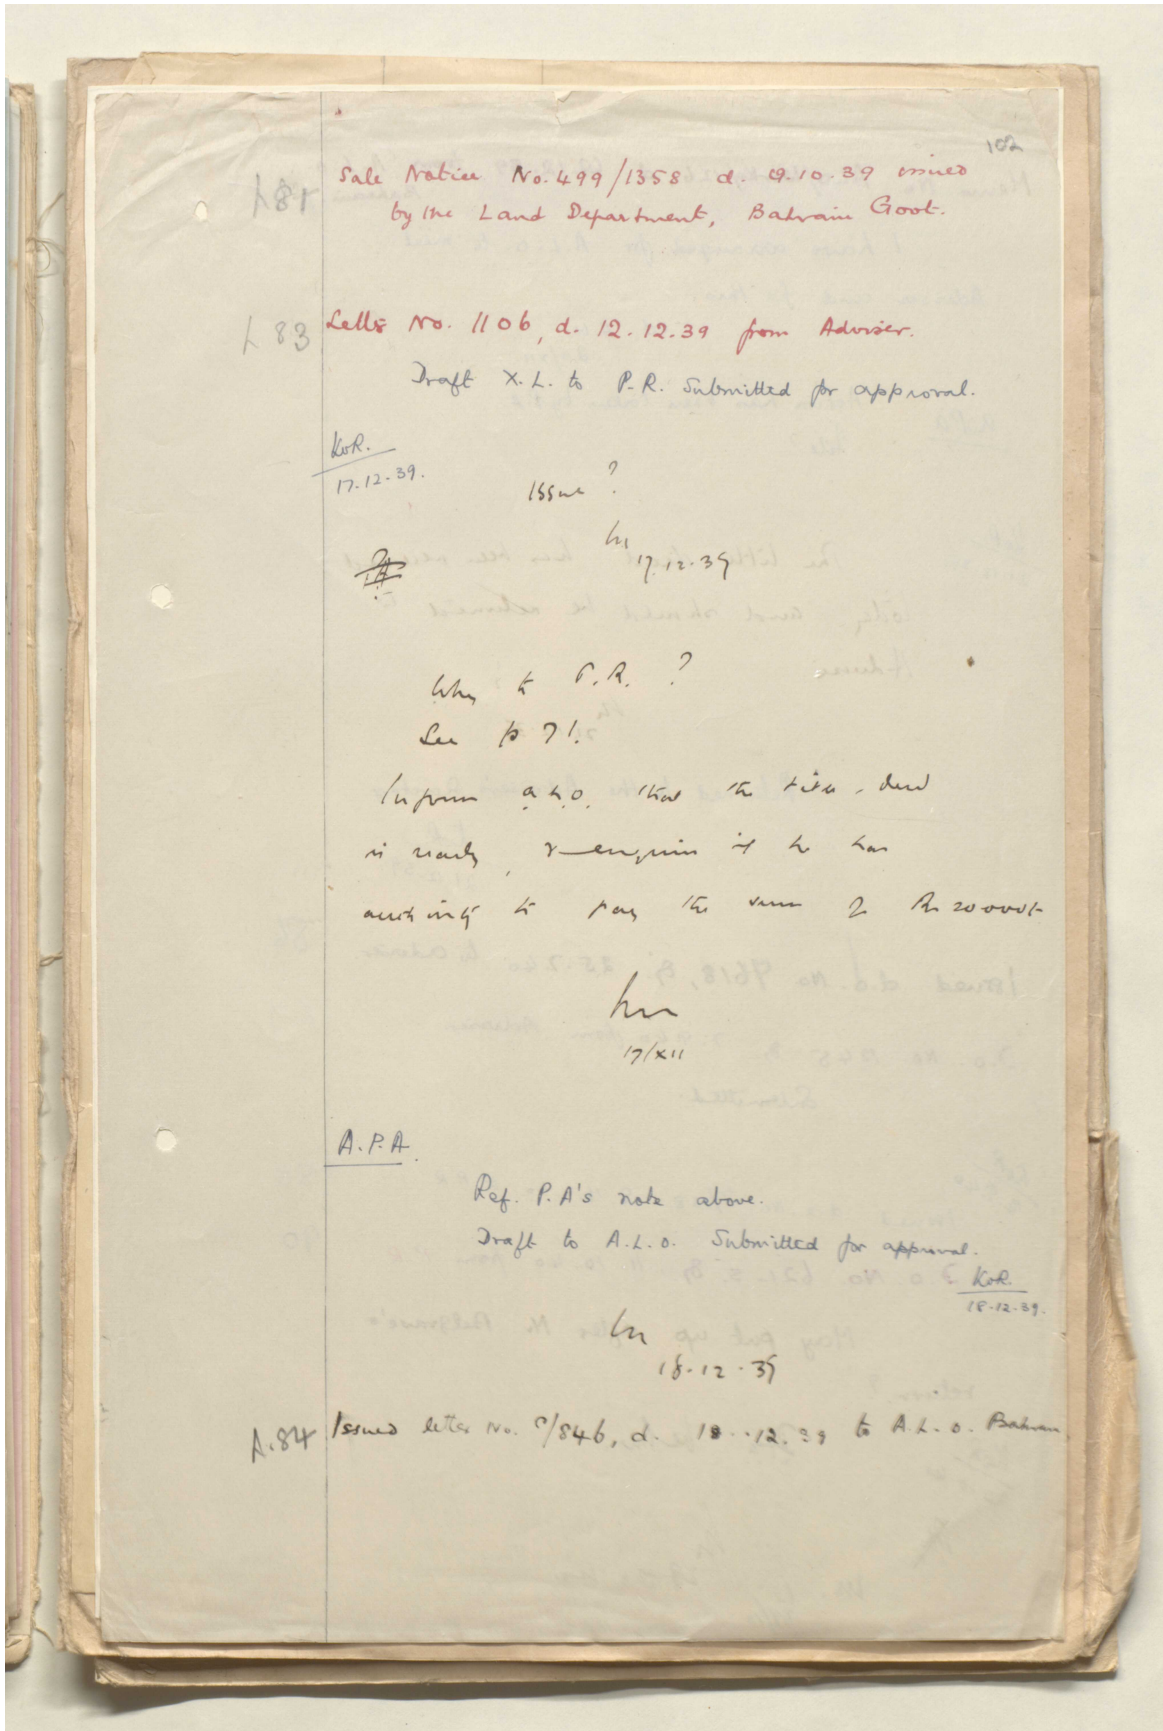 102
181
Sale Notice No. 499/1358 d. 19.10.39 issued
by the Land Department, Bahrain Govt.
183
Letter No. 1106, d. 12.12.39 from Adviser.
Draft X.L. to P.R. Submitted for approval.
17.12.39.
Issue ?
17.12.39
Why to P.R. ?
See p 71.
Inform A.L.O. that the title-deed
is ready, & enquire if he has
authority to pay the sum of Rs 20000/-
17/XII
A.P.A.
Ref. P.A's note above.
Draft to A.L.O. Submitted for approval.
18.12.39.
18.12.39
A.84
Issued letter No. C/846, d. 18.12.39 to A.L.O. Bahrain